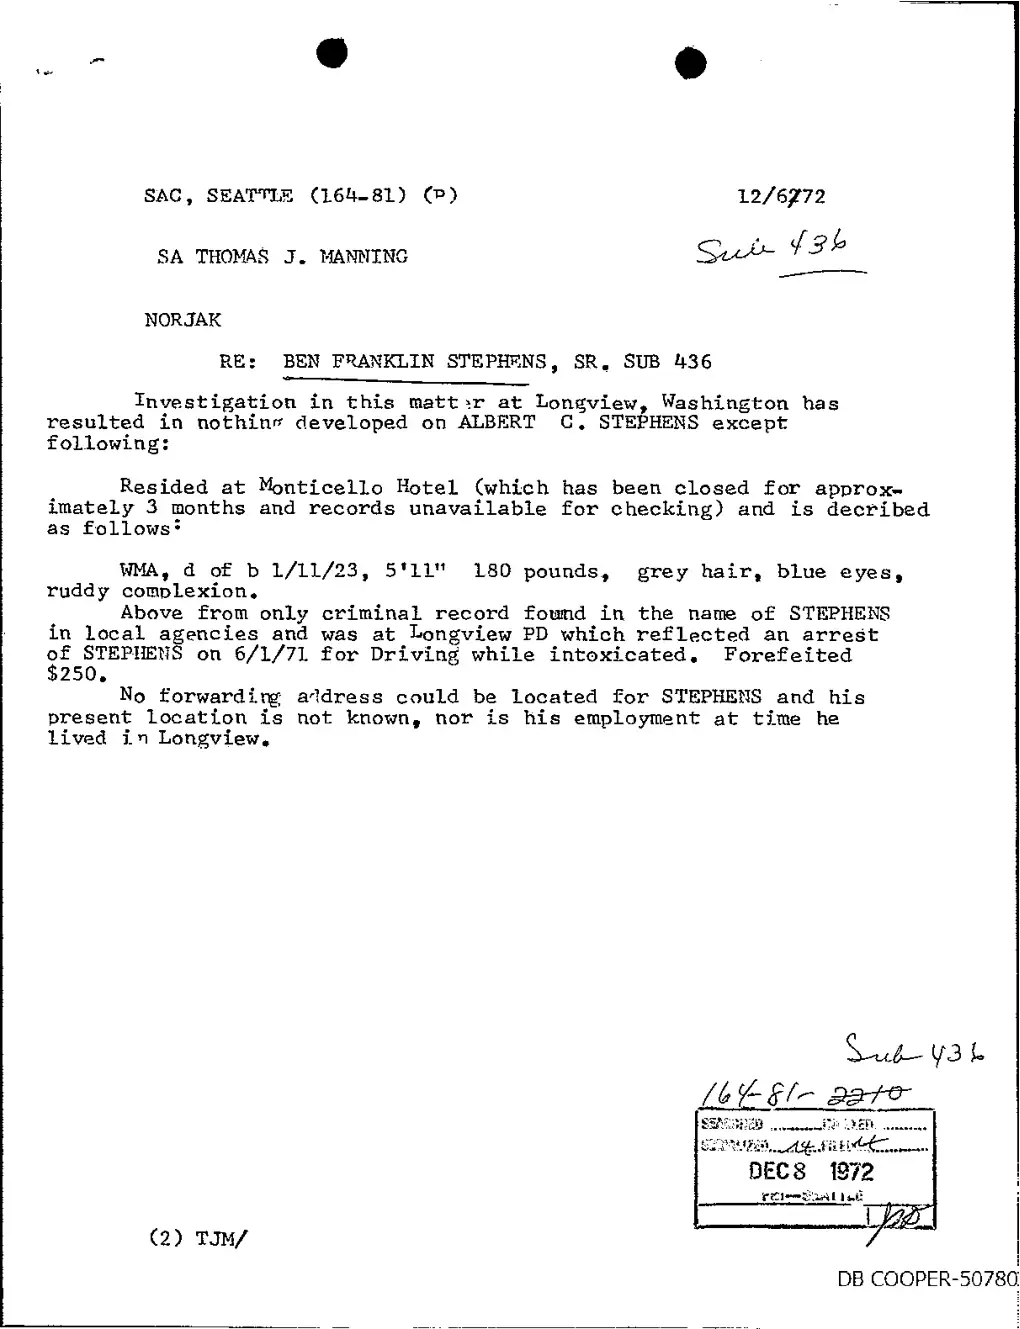 SAC, SEATTLE (164-81) (P) 12/6/72
Sub 436
SA THOMAS J. MANNING
NORJAK
RE: BEN FRANKLIN STEPHENS, SR. SUB 436
Investigation in this matter at Longview, Washington has
resulted in nothing developed on ALBERT C. STEPHENS except
following:
Resided at Monticello Hotel (which has been closed for approx-
imately 3 months and records unavailable for checking) and is decribed
as follows:
WMA, d of b 1/11/23, 5'11" 180 pounds, grey hair, blue eyes,
ruddy complexion.
Above from only criminal record found in the name of STEPHENS
in local agencies and was at Longview PD which reflected an arrest
of STEPHENS on 6/1/71 for Driving while intoxicated. Forefeited
$250.
No forwarding address could be located for STEPHENS and his
present location is not known, nor is his employment at time he
lived in Longview.
Sub 436
164-81-2210
SEARCHED INDEXED
SERIALIZED FILED
DEC 8 1972
FBI-SEATTLE
(2) TJM/
DB COOPER-50780